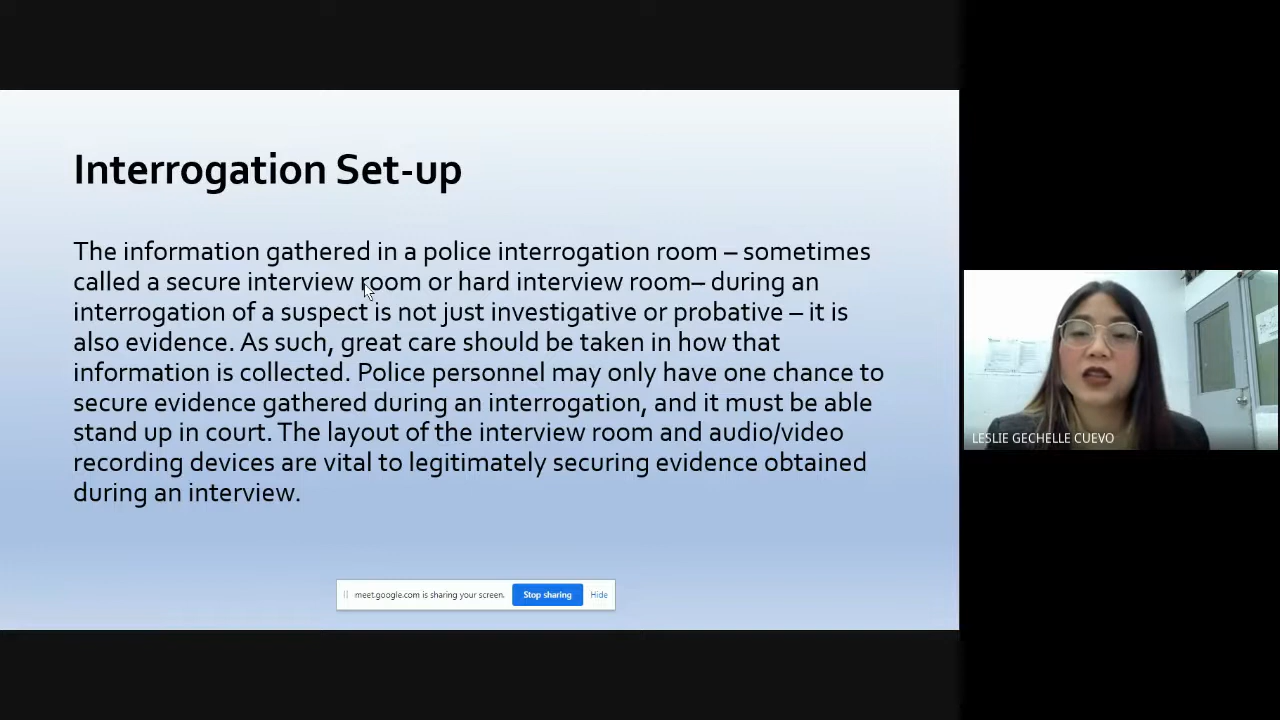 Interrogation Set-up
The information gathered in a police interrogation room – sometimes
called a secure interview room or hard interview room– during an
interrogation of a suspect is not just investigative or probative – it is
also evidence. As such, great care should be taken in how that
information is collected. Police personnel may only have one chance to
secure evidence gathered during an interrogation, and it must be able
stand up in court. The layout of the interview room and audio/video
recording devices are vital to legitimately securing evidence obtained
during an interview.
meet.google.com is sharing your screen. Stop sharing Hide
LESLIE GECHELLE CUEVO